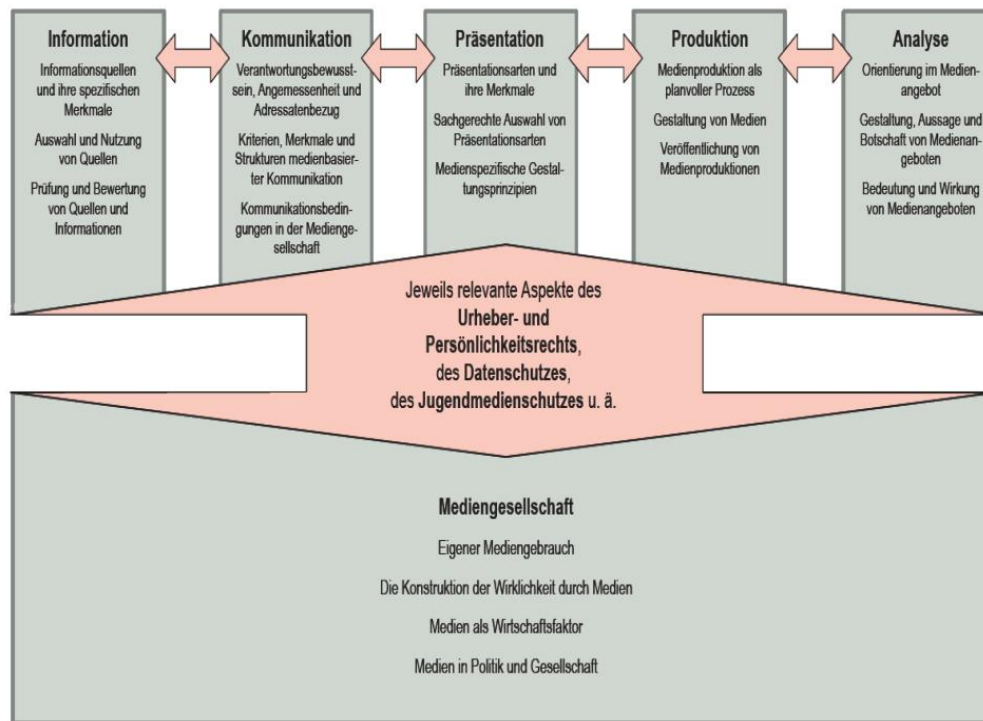 Information
Informationsquellen
und ihre spezifischen
Merkmale
Auswahl und Nutzung
von Quellen
Prüfung und Bewertung
von Quellen und
Informationen
Kommunikation
Verantwortungsbewusst-
sein, Angemessenheit und
Adressatenbezug
Kriterien, Merkmale und
Strukturen medienbasier-
ter Kommunikation
Kommunikationsbedin-
gungen in der Medienge-
sellschaft
Präsentation
Präsentationsarten und
ihre Merkmale
Sachgerechte Auswahl von
Präsentationsarten
Medienspezifische Gestal-
tungsprinzipien
Produktion
Medienproduktion als
planvoller Prozess
Gestaltung von Medien
Veröffentlichung von
Medienproduktionen
Analyse
Orientierung im Medien-
angebot
Gestaltung, Aussage und
Botschaft von Medienan-
geboten
Bedeutung und Wirkung
von Medienangeboten
Jeweils relevante Aspekte des
Urheber- und
Persönlichkeitsrechts,
des Datenschutzes,
des Jugendmedienschutzes u. ä.
Mediengesellschaft
Eigener Mediengebrauch
Die Konstruktion der Wirklichkeit durch Medien
Medien als Wirtschaftsfaktor
Medien in Politik und Gesellschaft